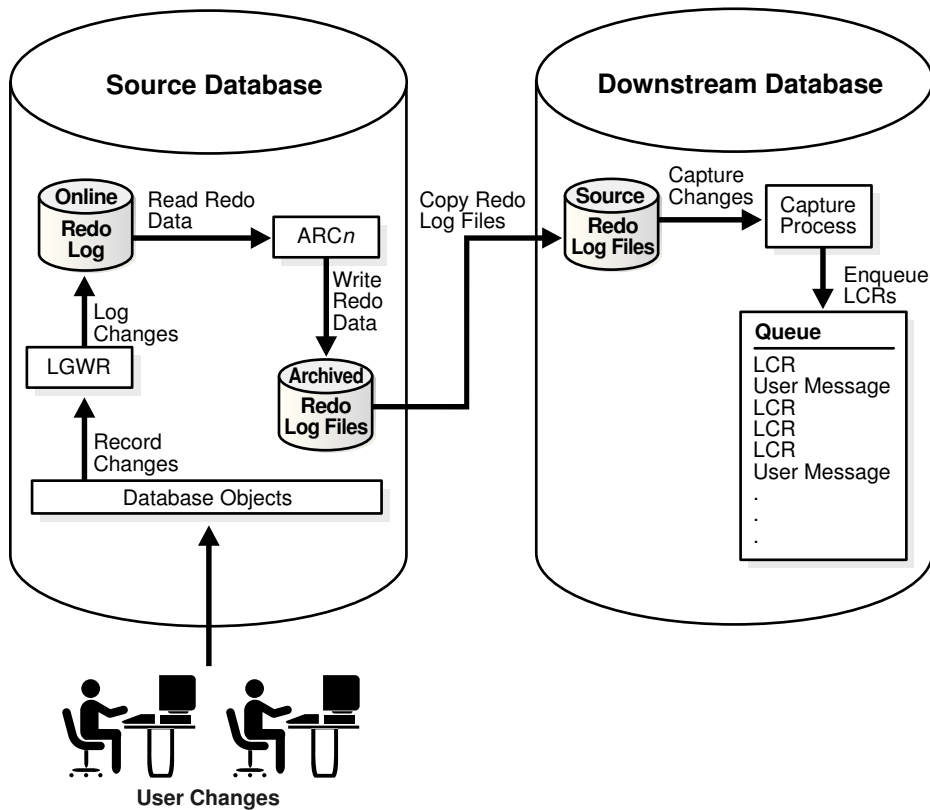 Source Database
Downstream Database
Online
Redo
Log
Read Redo
Data
ARCn
Write
Redo
Data
Archived
Redo
Log Files
Log
Changes
LGWR
Record
Changes
Database Objects
Copy Redo
Log Files
Source
Redo
Log Files
Capture
Changes
Capture
Process
Enqueue
LCRs
Queue
LCR
User Message
LCR
LCR
LCR
User Message
.
.
.
User Changes